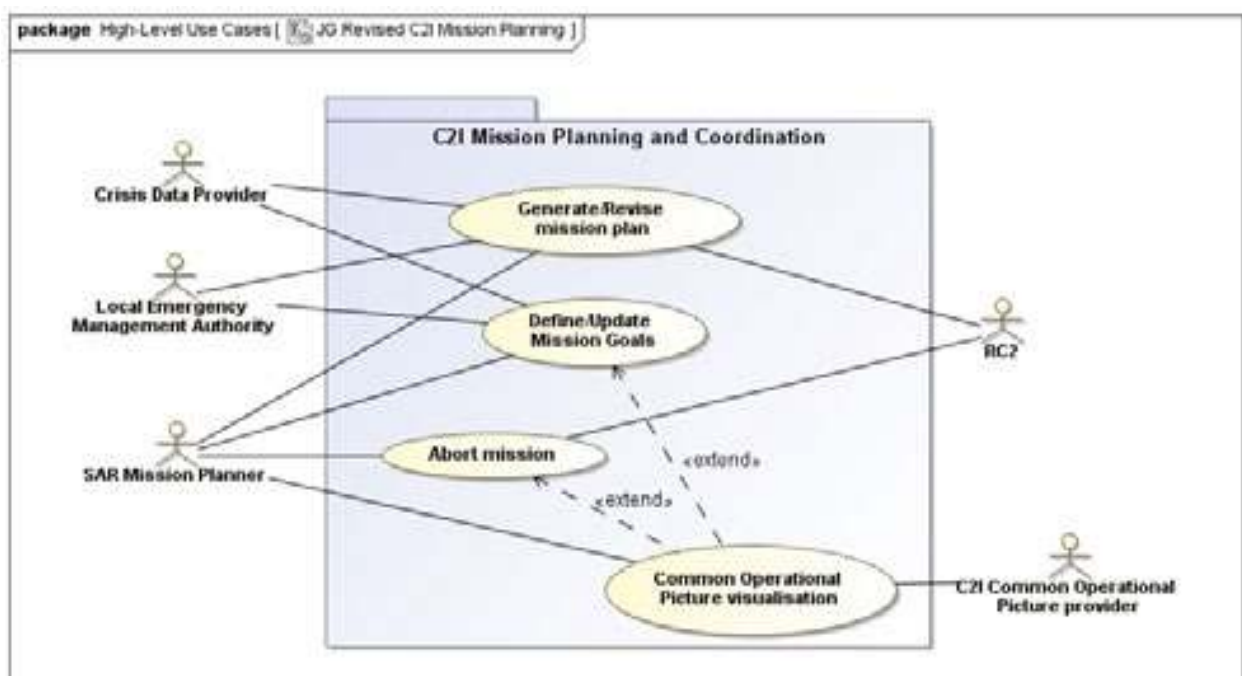 package High-Level Use Cases [ JG Revised C2I Mission Planning ]
C2I Mission Planning and Coordination
Crisis Data Provider
Generate/Revise
mission plan
Local Emergency
Management Authority
Define/Update
Mission Goals
RC2
Abort mission
SAR Mission Planner
«extend»
«extend»
Common Operational
Picture visualisation
C2I Common Operational
Picture provider